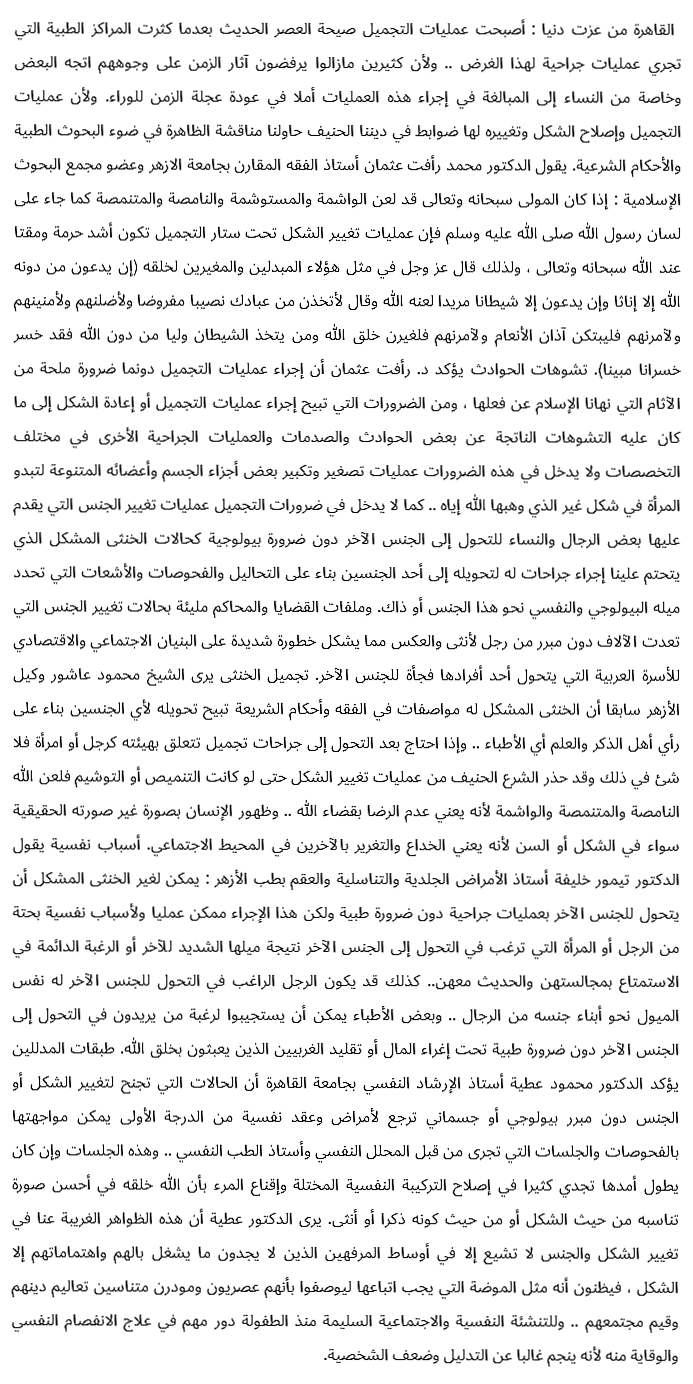 القاهرة من عزت دنيا : أصبحت عمليات التجميل صيحة العصر الحديث بعدما كثرت المراكز الطبية التي
تجري عمليات جراحية لهذا الغرض .. ولأن كثيرين مازالوا يرفضون آثار الزمن على وجوههم اتجه البعض
وخاصة من النساء إلى المبالغة في إجراء هذه العمليات أملا في عودة عجلة الزمن للوراء. ولأن عمليات
التجميل وإصلاح الشكل وتغييره لها ضوابط في ديننا الحنيف حاولنا مناقشة الظاهرة في ضوء البحوث الطبية
والأحكام الشرعية. يقول الدكتور محمد رأفت عثمان أستاذ الفقه المقارن بجامعة الازهر وعضو مجمع البحوث
الإسلامية : إذا كان المولى سبحانه وتعالى قد لعن الواشمة والمستوشمة والنامصة والمتنمصة كما جاء على
لسان رسول الله صلى الله عليه وسلم فإن عمليات تغيير الشكل تحت ستار التجميل تكون أشد حرمة ومقتا
عند الله سبحانه وتعالى ، ولذلك قال عز وجل في مثل هؤلاء المبدلين والمغيرين لخلقه (إن يدعون من دونه
الله إلا إناثا وإن يدعون إلا شيطانا مريدا لعنه الله وقال لأتخذن من عبادك نصيبا مفروضا ولأضلنهم ولأمنينهم
ولآمرنهم فليبتكن آذان الأنعام ولآمرنهم فلغيرن خلق الله ومن يتخذ الشيطان وليا من دون الله فقد خسر
خسرانا مبينا). تشوهات الحوادث يؤكد د. رأفت عثمان أن إجراء عمليات التجميل دونما ضرورة ملحة من
الآثام التي نهانا الإسلام عن فعلها ، ومن الضرورات التي تبيح إجراء عمليات التجميل أو إعادة الشكل إلى ما
كان عليه التشوهات الناتجة عن بعض الحوادث والصدمات والعمليات الجراحية الأخرى في مختلف
التخصصات ولا يدخل في هذه الضرورات عمليات تصغير وتكبير بعض أجزاء الجسم وأعضائه المتنوعة لتبدو
المرأة في شكل غير الذي وهبها الله إياه .. كما لا يدخل في ضرورات التجميل عمليات تغيير الجنس التي يقدم
عليها بعض الرجال والنساء للتحول إلى الجنس الآخر دون ضرورة بيولوجية كحالات الخنثى المشكل الذي
يتحتم علينا إجراء جراحات له لتحويله إلى أحد الجنسين بناء على التحاليل والفحوصات والأشعات التي تحدد
ميله البيولوجي والنفسي نحو هذا الجنس أو ذاك. وملفات القضايا والمحاكم مليئة بحالات تغيير الجنس التي
تعدت الآلاف دون مبرر من رجل لأنثى والعكس مما يشكل خطورة شديدة على البنيان الاجتماعي والاقتصادي
للأسرة العربية التي يتحول أحد أفرادها فجأة للجنس الآخر. تجميل الخنثى يرى الشيخ محمود عاشور وكيل
الأزهر سابقا أن الخنثى المشكل له مواصفات في الفقه وأحكام الشريعة تبيح تحويله لأي الجنسين بناء على
رأي أهل الذكر والعلم أي الأطباء .. وإذا احتاج بعد التحول إلى جراحات تجميل تتعلق بهيئته كرجل أو امرأة فلا
شئ في ذلك وقد حذر الشرع الحنيف من عمليات تغيير الشكل حتى لو كانت التنميص أو التوشيم فلعن الله
النامصة والمتنمصة والواشمة لأنه يعني عدم الرضا بقضاء الله .. وظهور الإنسان بصورة غير صورته الحقيقية
سواء في الشكل أو السن لأنه يعني الخداع والتغرير بالآخرين في المحيط الاجتماعي. أسباب نفسية يقول
الدكتور تيمور خليفة أستاذ الأمراض الجلدية والتناسلية والعقم بطب الأزهر : يمكن لغير الخنثى المشكل أن
يتحول للجنس الآخر بعمليات جراحية دون ضرورة طبية ولكن هذا الإجراء ممكن عمليا ولأسباب نفسية بحتة
من الرجل أو المرأة التي ترغب في التحول إلى الجنس الآخر نتيجة ميلها الشديد للآخر أو الرغبة الدائمة في
الاستمتاع بمجالستهن والحديث معهن.. كذلك قد يكون الرجل الراغب في التحول للجنس الآخر له نفس
الميول نحو أبناء جنسه من الرجال .. وبعض الأطباء يمكن أن يستجيبوا لرغبة من يريدون في التحول إلى
الجنس الآخر دون ضرورة طبية تحت إغراء المال أو تقليد الغربيين الذين يعبثون بخلق الله. طبقات المدللين
يؤكد الدكتور محمود عطية أستاذ الإرشاد النفسي بجامعة القاهرة أن الحالات التي تجنح لتغيير الشكل أو
الجنس دون مبرر بيولوجي أو جسماني ترجع لأمراض وعقد نفسية من الدرجة الأولى يمكن مواجهتها
بالفحوصات والجلسات التي تجرى من قبل المحلل النفسي وأستاذ الطب النفسي .. وهذه الجلسات وإن كان
يطول أمدها تجدي كثيرا في إصلاح التركيبة النفسية المختلة وإقناع المرء بأن الله خلقه في أحسن صورة
تناسبه من حيث الشكل أو من حيث كونه ذكرا أو أنثى. يرى الدكتور عطية أن هذه الظواهر الغريبة عنا في
تغيير الشكل والجنس لا تشيع إلا في أوساط المرفهين الذين لا يجدون ما يشغل بالهم واهتماماتهم إلا
الشكل ، فيظنون أنه مثل الموضة التي يجب اتباعها ليوصفوا بأنهم عصريون ومودرن متناسين تعاليم دينهم
وقيم مجتمعهم .. وللتنشئة النفسية والاجتماعية السليمة منذ الطفولة دور مهم في علاج الانفصام النفسي
والوقاية منه لأنه ينجم غالبا عن التدليل وضعف الشخصية.